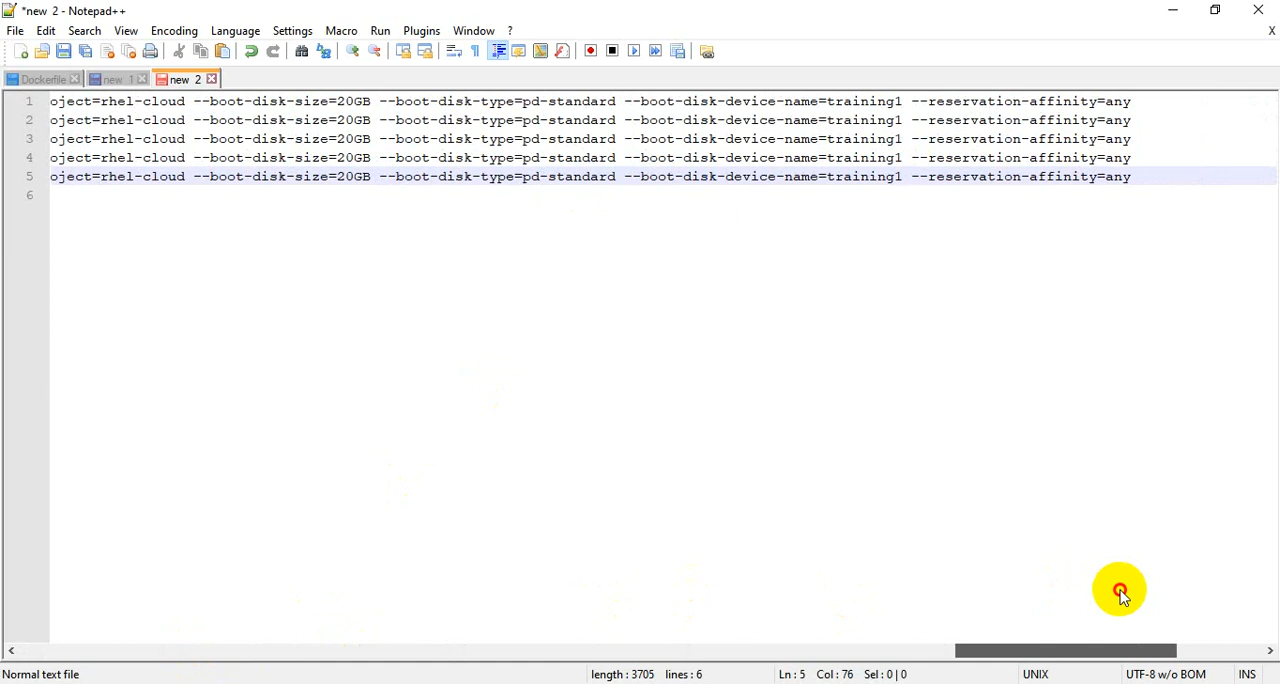 *new 2 - Notepad++
File Edit Search View Encoding Language Settings Macro Run Plugins Window ? X
Dockerfile new 1 new 2
1 oject=rhel-cloud --boot-disk-size=20GB --boot-disk-type=pd-standard --boot-disk-device-name=training1 --reservation-affinity=any
2 oject=rhel-cloud --boot-disk-size=20GB --boot-disk-type=pd-standard --boot-disk-device-name=training1 --reservation-affinity=any
3 oject=rhel-cloud --boot-disk-size=20GB --boot-disk-type=pd-standard --boot-disk-device-name=training1 --reservation-affinity=any
4 oject=rhel-cloud --boot-disk-size=20GB --boot-disk-type=pd-standard --boot-disk-device-name=training1 --reservation-affinity=any
5 oject=rhel-cloud --boot-disk-size=20GB --boot-disk-type=pd-standard --boot-disk-device-name=training1 --reservation-affinity=any
6
Normal text file length : 3705 lines : 6 Ln : 5 Col : 76 Sel : 0 | 0 UNIX UTF-8 w/o BOM INS